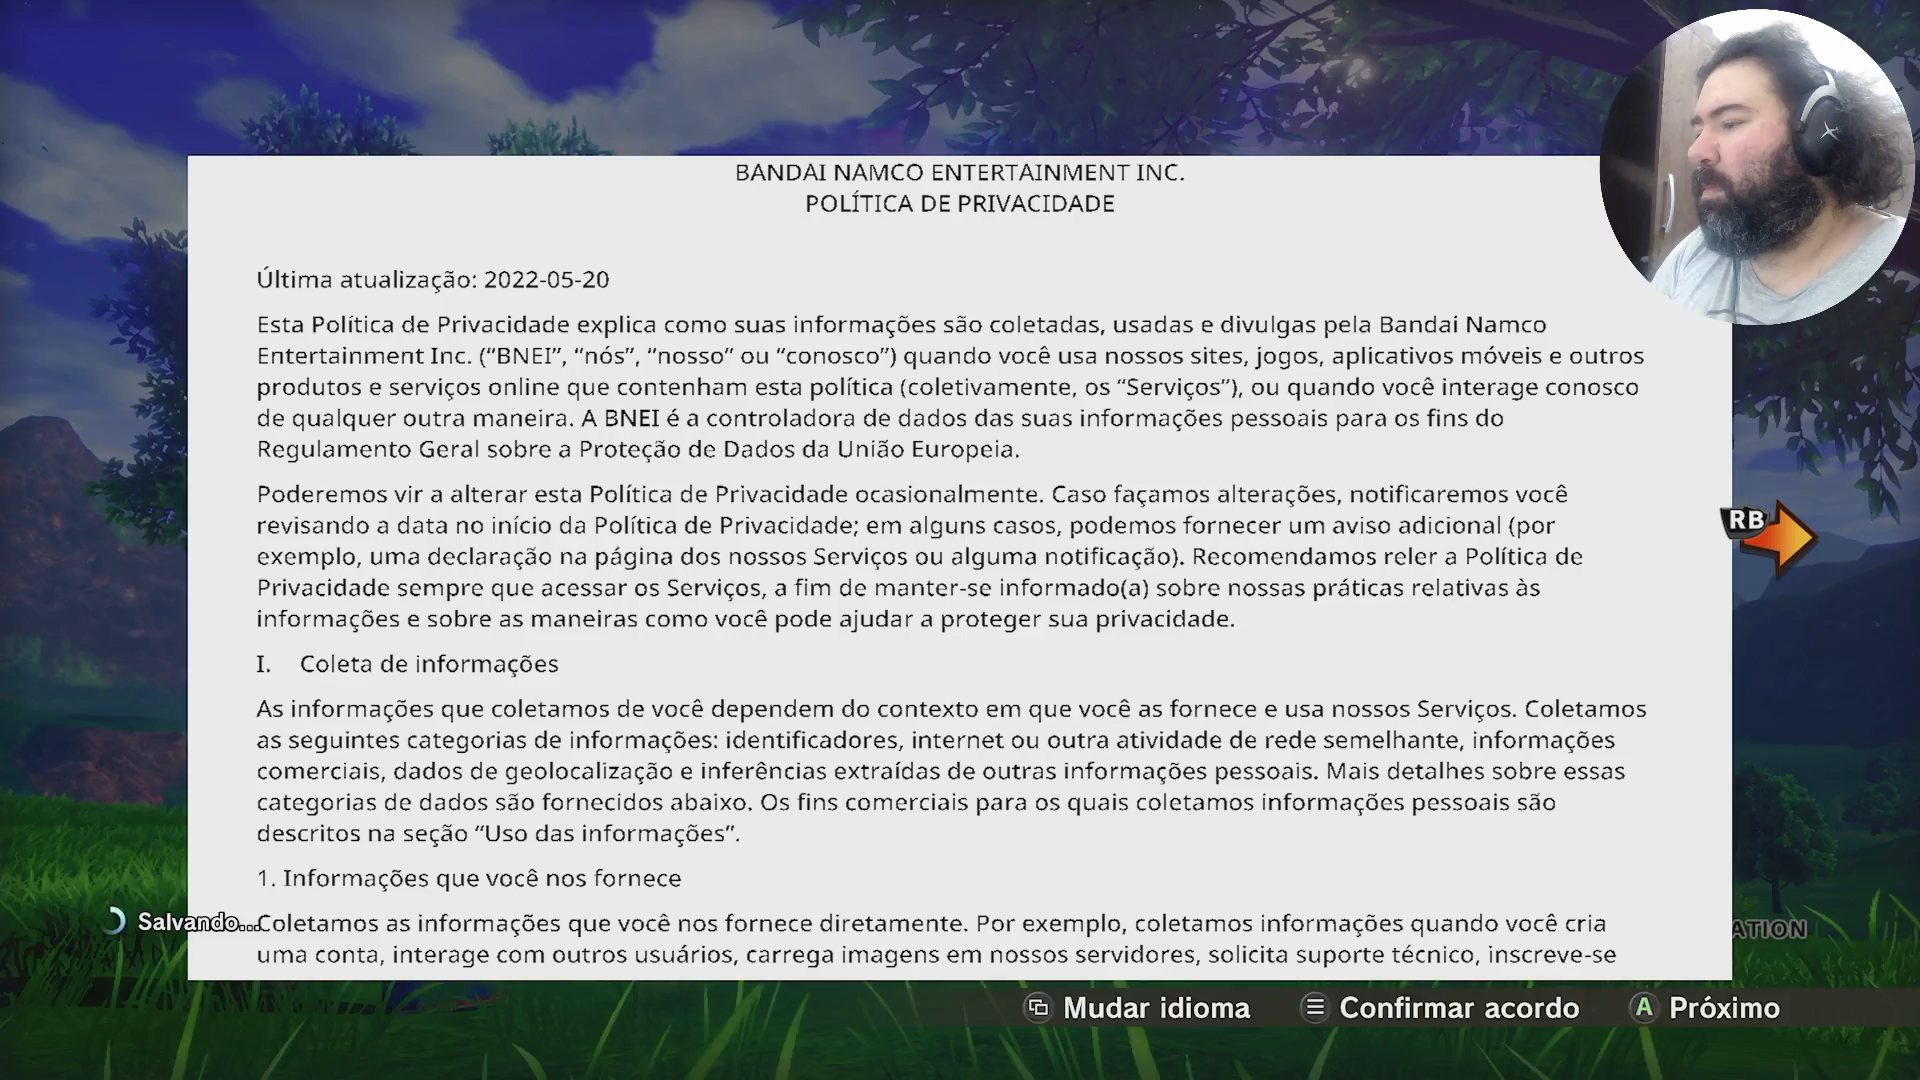 BANDAI NAMCO ENTERTAINMENT INC.
POLÍTICA DE PRIVACIDADE
Última atualização: 2022-05-20
Esta Política de Privacidade explica como suas informações são coletadas, usadas e divulgas pela Bandai Namco
Entertainment Inc. (“BNEI”, “nós”, “nosso” ou “conosco”) quando você usa nossos sites, jogos, aplicativos móveis e outros
produtos e serviços online que contenham esta política (coletivamente, os “Serviços”), ou quando você interage conosco
de qualquer outra maneira. A BNEI é a controladora de dados das suas informações pessoais para os fins do
Regulamento Geral sobre a Proteção de Dados da União Europeia.
Poderemos vir a alterar esta Política de Privacidade ocasionalmente. Caso façamos alterações, notificaremos você
revisando a data no início da Política de Privacidade; em alguns casos, podemos fornecer um aviso adicional (por
exemplo, uma declaração na página dos nossos Serviços ou alguma notificação). Recomendamos reler a Política de
Privacidade sempre que acessar os Serviços, a fim de manter-se informado(a) sobre nossas práticas relativas às
informações e sobre as maneiras como você pode ajudar a proteger sua privacidade.
I. Coleta de informações
As informações que coletamos de você dependem do contexto em que você as fornece e usa nossos Serviços. Coletamos
as seguintes categorias de informações: identificadores, internet ou outra atividade de rede semelhante, informações
comerciais, dados de geolocalização e inferências extraídas de outras informações pessoais. Mais detalhes sobre essas
categorias de dados são fornecidos abaixo. Os fins comerciais para os quais coletamos informações pessoais são
descritos na seção “Uso das informações”.
1. Informações que você nos fornece
Coletamos as informações que você nos fornece diretamente. Por exemplo, coletamos informações quando você cria
uma conta, interage com outros usuários, carrega imagens em nossos servidores, solicita suporte técnico, inscreve-se
RB
Salvando...
ATION
Mudar idioma
Confirmar acordo
A Próximo